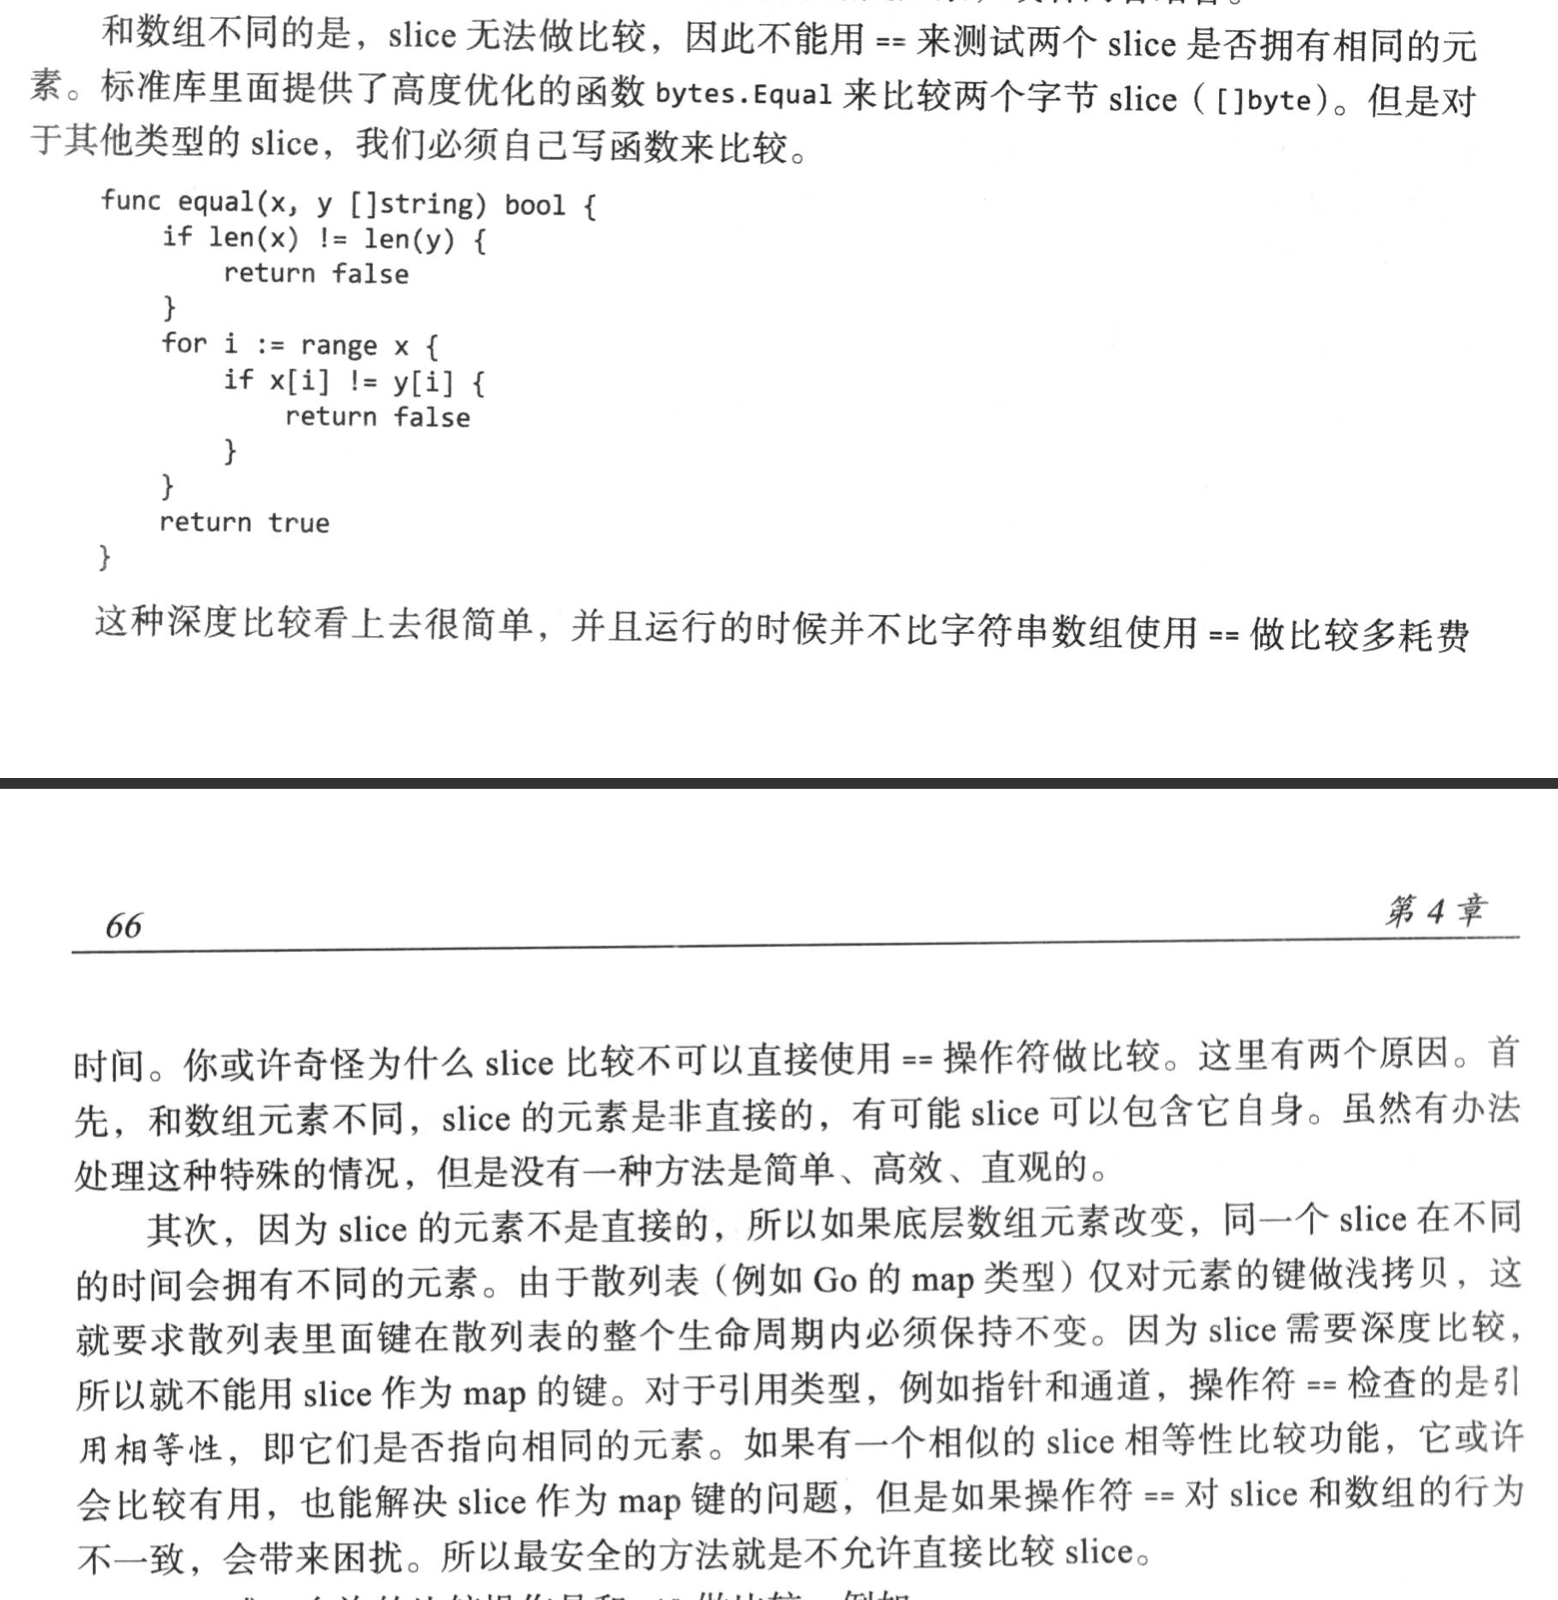 和数组不同的是，slice 无法做比较，因此不能用 == 来测试两个 slice 是否拥有相同的元
素。标准库里面提供了高度优化的函数 bytes.Equal 来比较两个字节 slice（[]byte）。但是对
于其他类型的 slice，我们必须自己写函数来比较。
func equal(x, y []string) bool {
    if len(x) != len(y) {
        return false
    }
    for i := range x {
        if x[i] != y[i] {
            return false
        }
    }
    return true
}
这种深度比较看上去很简单，并且运行的时候并不比字符串数组使用 == 做比较多耗费
66
第 4 章
时间。你或许奇怪为什么 slice 比较不可以直接使用 == 操作符做比较。这里有两个原因。首
先，和数组元素不同，slice 的元素是非直接的，有可能 slice 可以包含它自身。虽然有办法
处理这种特殊的情况，但是没有一种方法是简单、高效、直观的。
其次，因为 slice 的元素不是直接的，所以如果底层数组元素改变，同一个 slice 在不同
的时间会拥有不同的元素。由于散列表（例如 Go 的 map 类型）仅对元素的键做浅拷贝，这
就要求散列表里面键在散列表的整个生命周期内必须保持不变。因为 slice 需要深度比较，
所以就不能用 slice 作为 map 的键。对于引用类型，例如指针和通道，操作符 == 检查的是引
用相等性，即它们是否指向相同的元素。如果有一个相似的 slice 相等性比较功能，它或许
会比较有用，也能解决 slice 作为 map 键的问题，但是如果操作符 == 对 slice 和数组的行为
不一致，会带来困扰。所以最安全的方法就是不允许直接比较 slice。